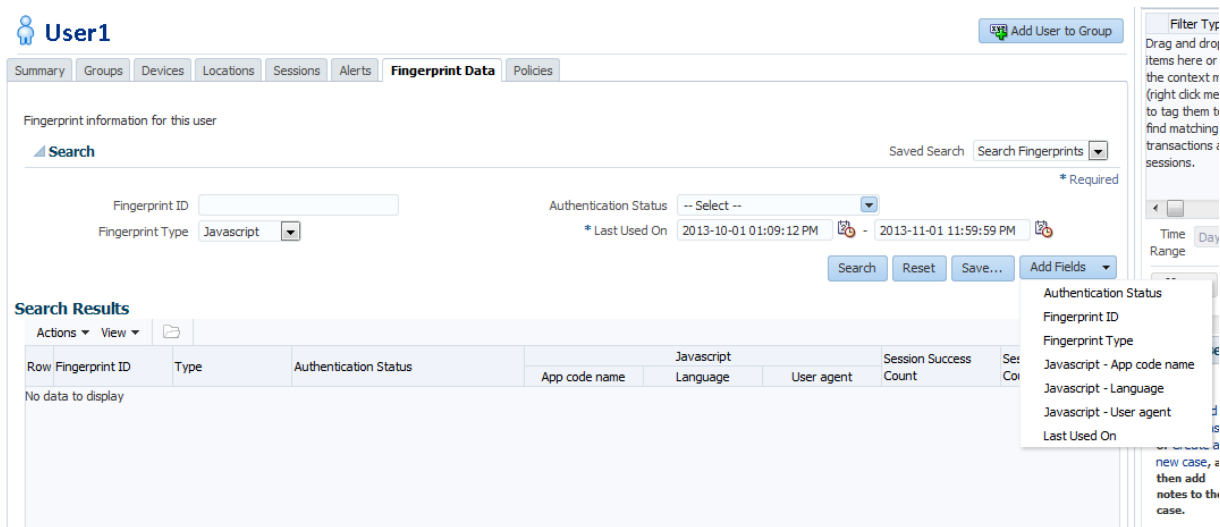 User1
Add User to Group
Summary Groups Devices Locations Sessions Alerts Fingerprint Data Policies
Fingerprint information for this user
Search
Saved Search Search Fingerprints
* Required
Fingerprint ID
Authentication Status -- Select --
Fingerprint Type Javascript
* Last Used On 2013-10-01 01:09:12 PM - 2013-11-01 11:59:59 PM
Search Reset Save... Add Fields
Authentication Status
Fingerprint ID
Fingerprint Type
Javascript - App code name
Javascript - Language
Javascript - User agent
Last Used On
Search Results
Actions View
Row Fingerprint ID Type Authentication Status Javascript Session Success Count
App code name Language User agent
No data to display
Filter
Drag and
items here or
the context
(right click
to tag them
find matching
transactions
sessions.
Time
Range
new case,
then add
notes to
case.